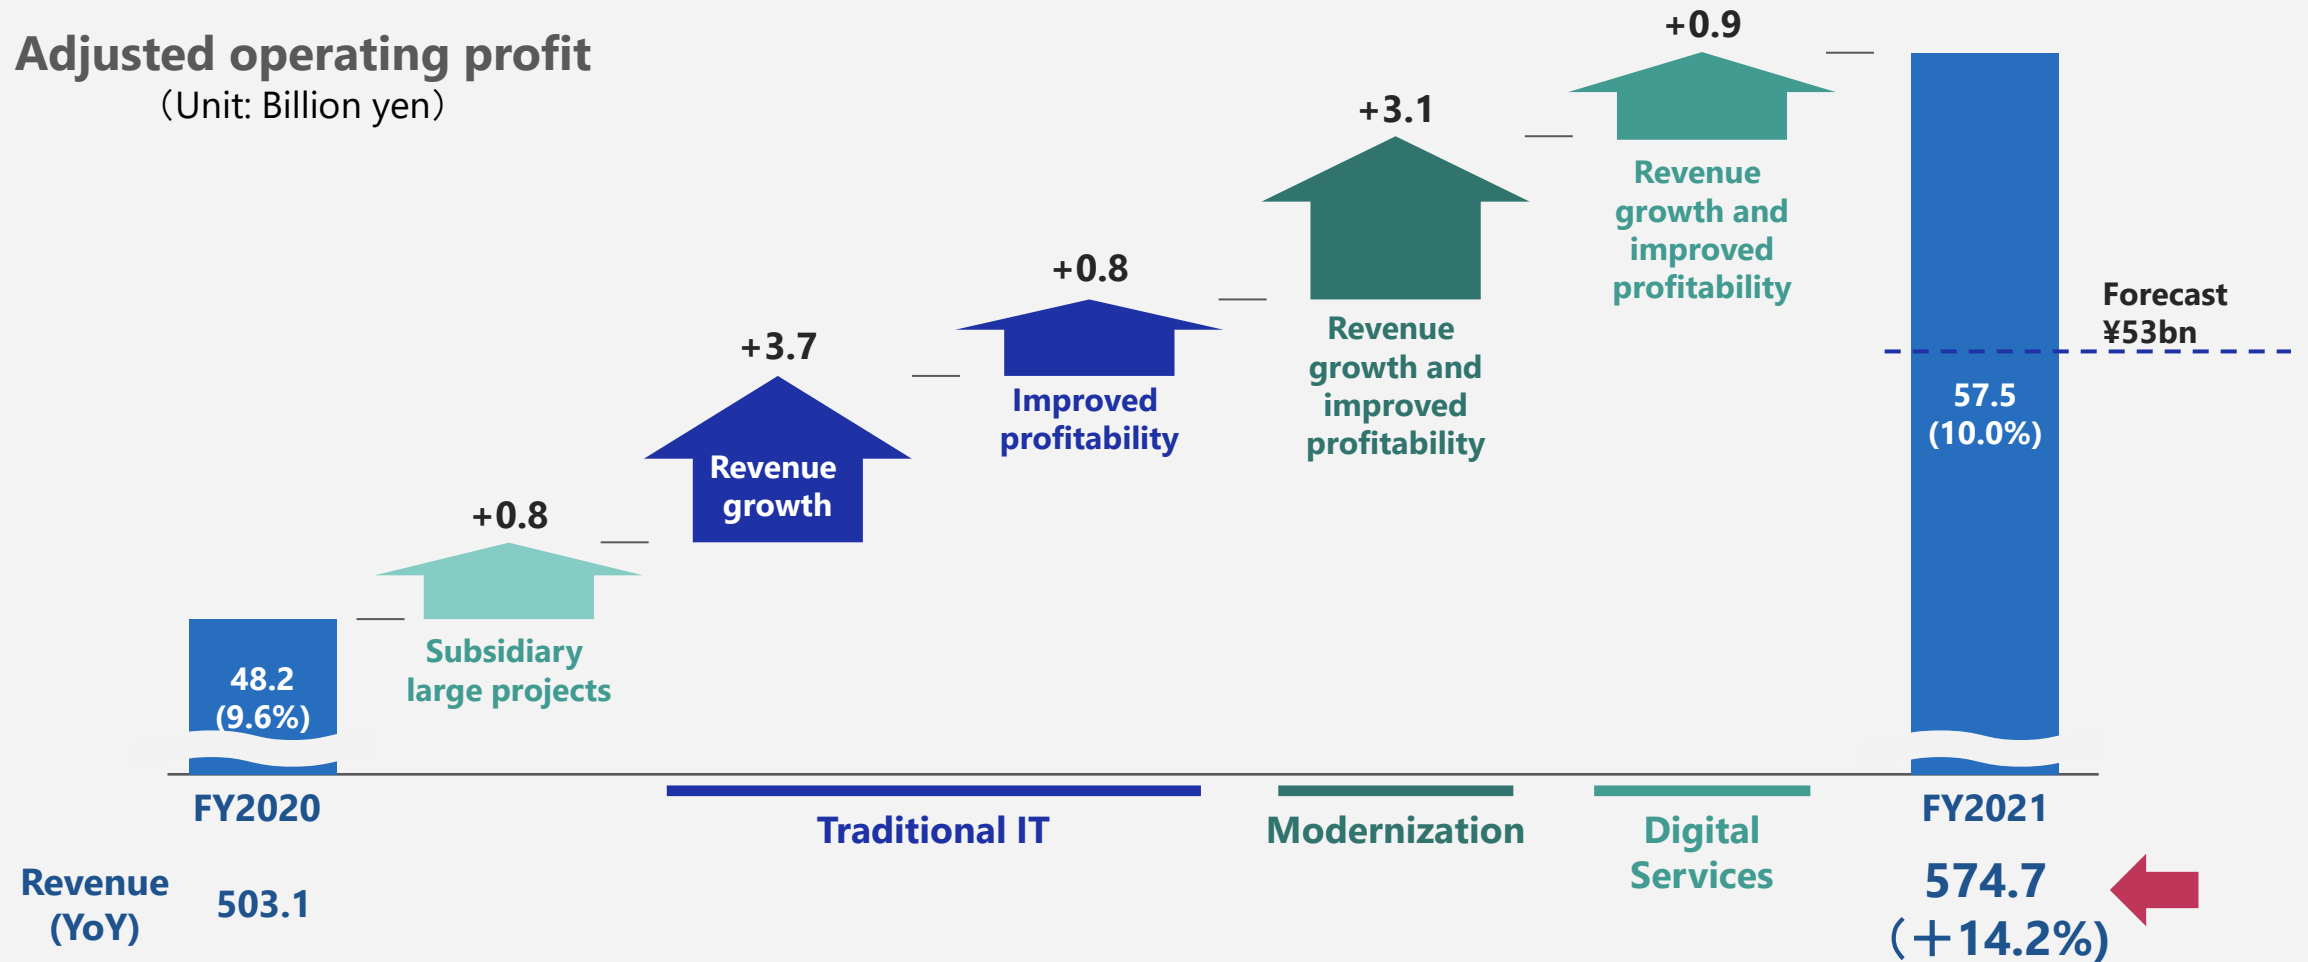 Adjusted operating profit
（Unit: Billion yen）
48.2
(9.6%)
+0.8
Subsidiary
large projects
+3.7
Revenue
growth
+0.8
Improved
profitability
+3.1
Revenue
growth and
improved
profitability
+0.9
Revenue
growth and
improved
profitability
Forecast
¥53bn
57.5
(10.0%)
FY2020
Traditional IT
Modernization
Digital
Services
FY2021
Revenue
(YoY)
503.1
574.7
（＋14.2%)